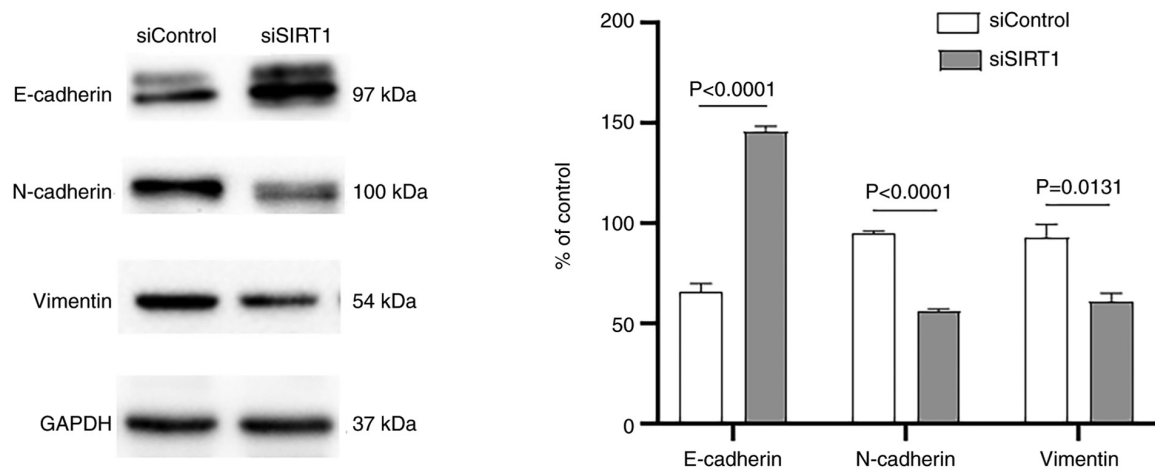 siControl siSIRT1
E-cadherin 97 kDa
N-cadherin 100 kDa
Vimentin 54 kDa
GAPDH 37 kDa
siControl
siSIRT1
% of control
200
150
100
50
0
P<0.0001
P<0.0001
P=0.0131
E-cadherin N-cadherin Vimentin